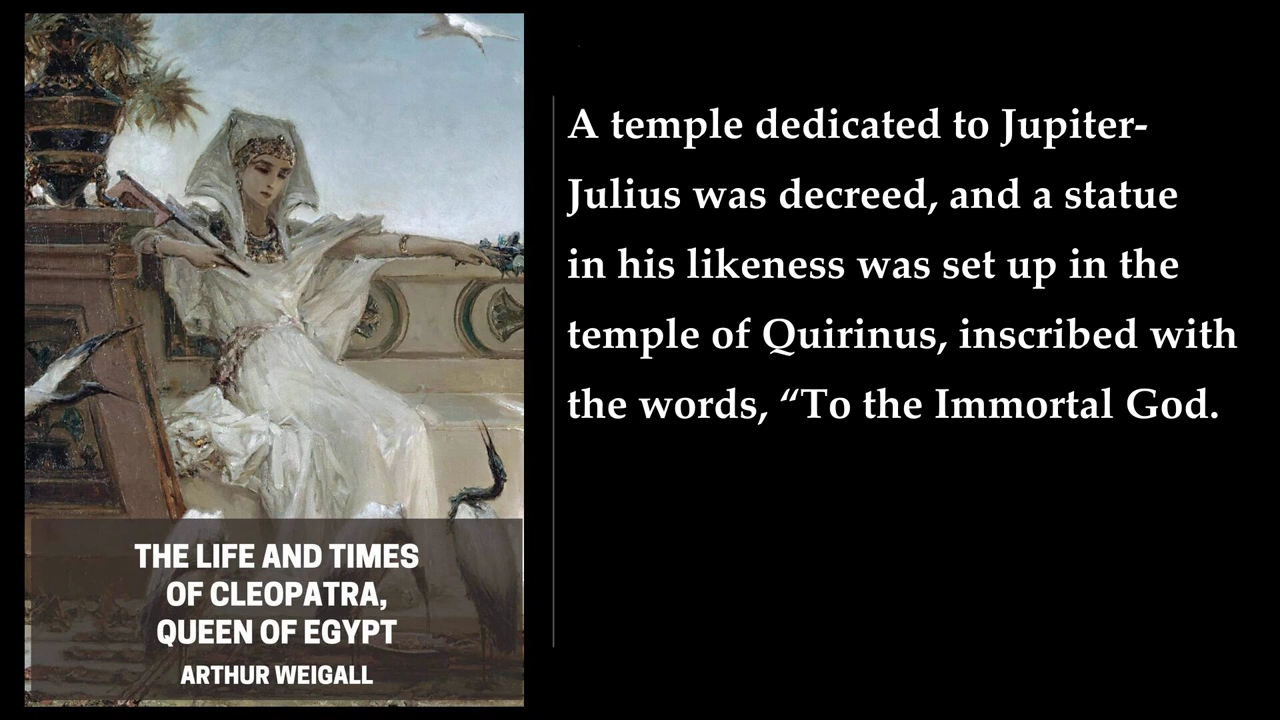 A temple dedicated to Jupiter-
Julius was decreed, and a statue
in his likeness was set up in the
temple of Quirinus, inscribed with
the words, “To the Immortal God.
THE LIFE AND TIMES
OF CLEOPATRA,
QUEEN OF EGYPT
ARTHUR WEIGALL